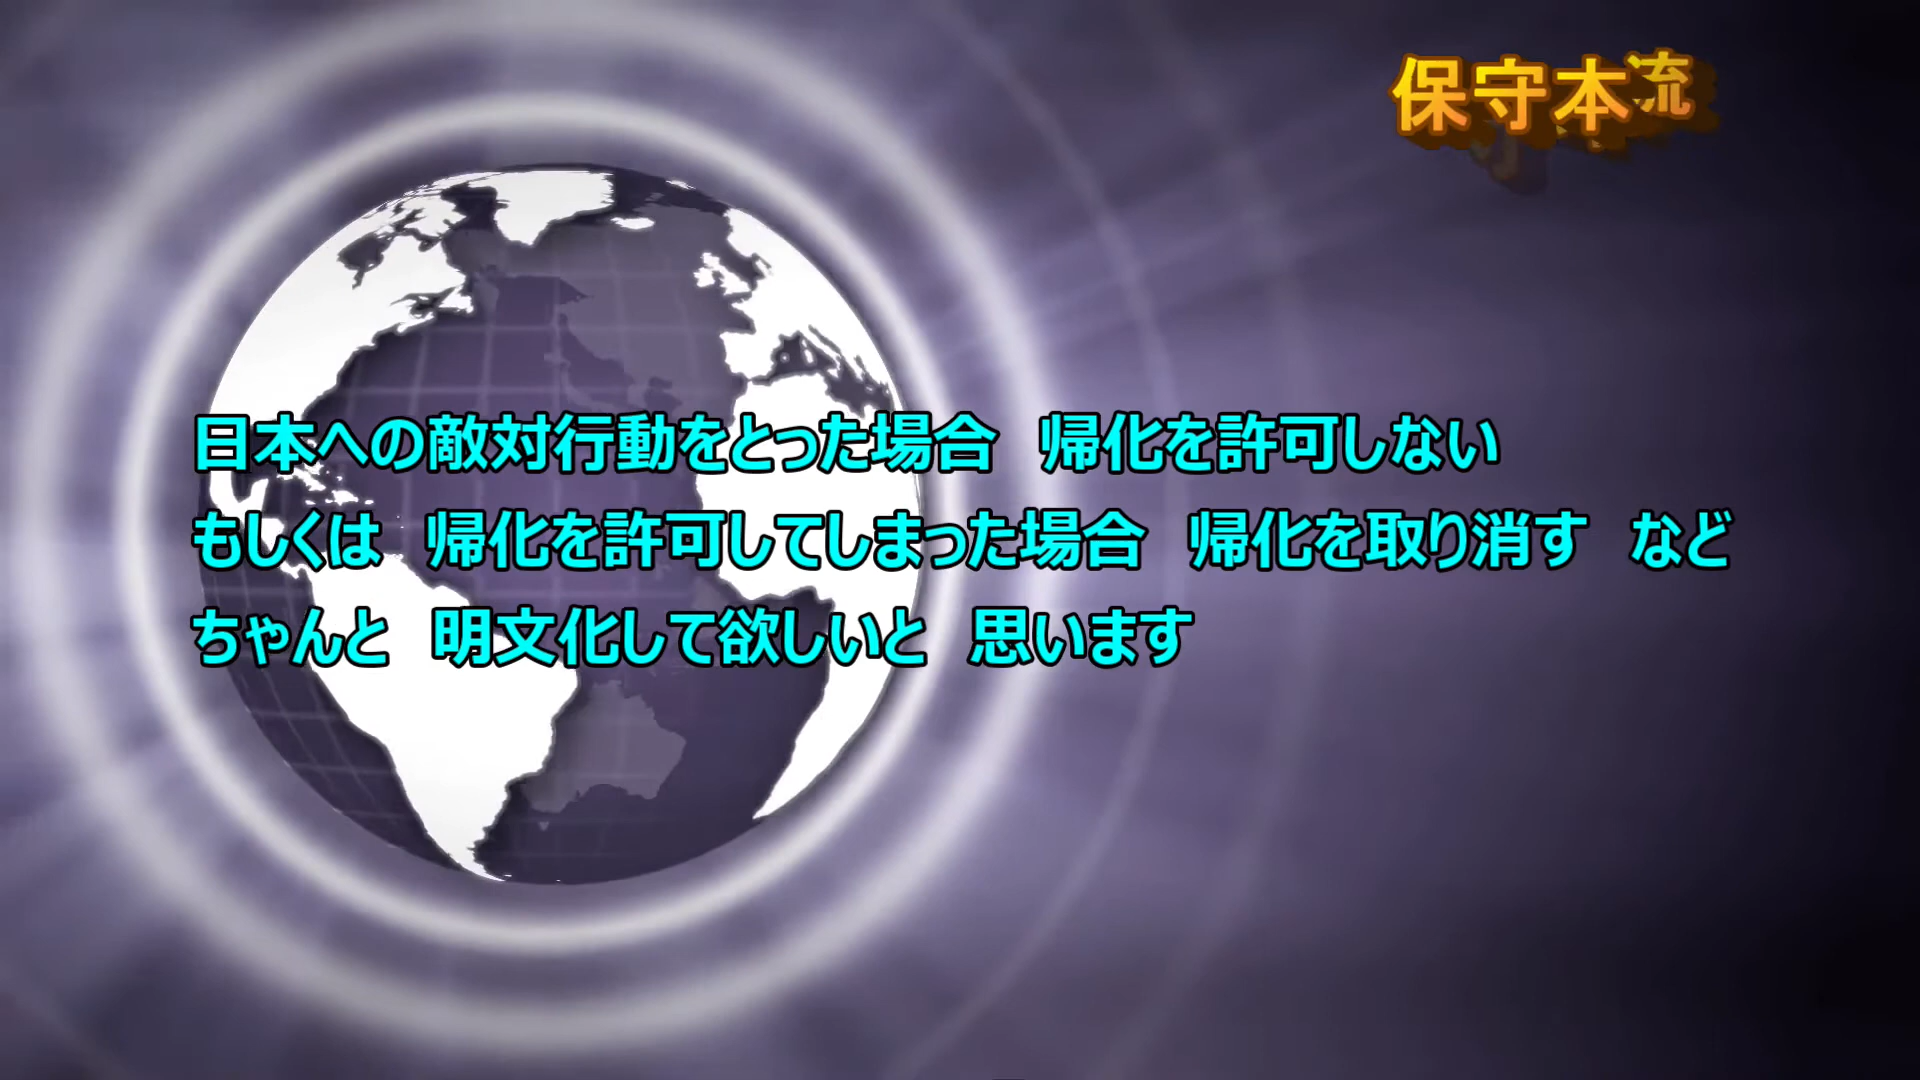 保守本流
日本への敵対行動をとった場合　帰化を許可しない
もしくは　帰化を許可してしまった場合　帰化を取り消す　など
ちゃんと　明文化して欲しいと　思います